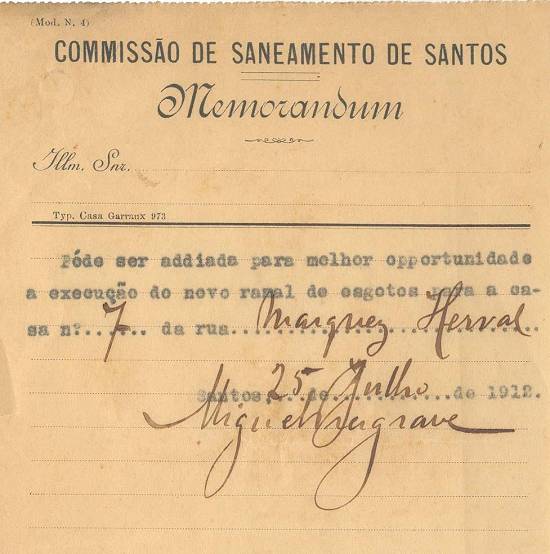 (Mod. N. 4)
COMMISSÃO DE SANEAMENTO DE SANTOS
Memorandum
Illm. Snr.
Typ. Casa Garraux 973
Póde ser addiada para melhor opportunidade
a execução do novo ramal de esgotos para a ca-
sa nº. 7 da rua Marquez Herval
Santos 25 de Julho de 1912.
Miguel